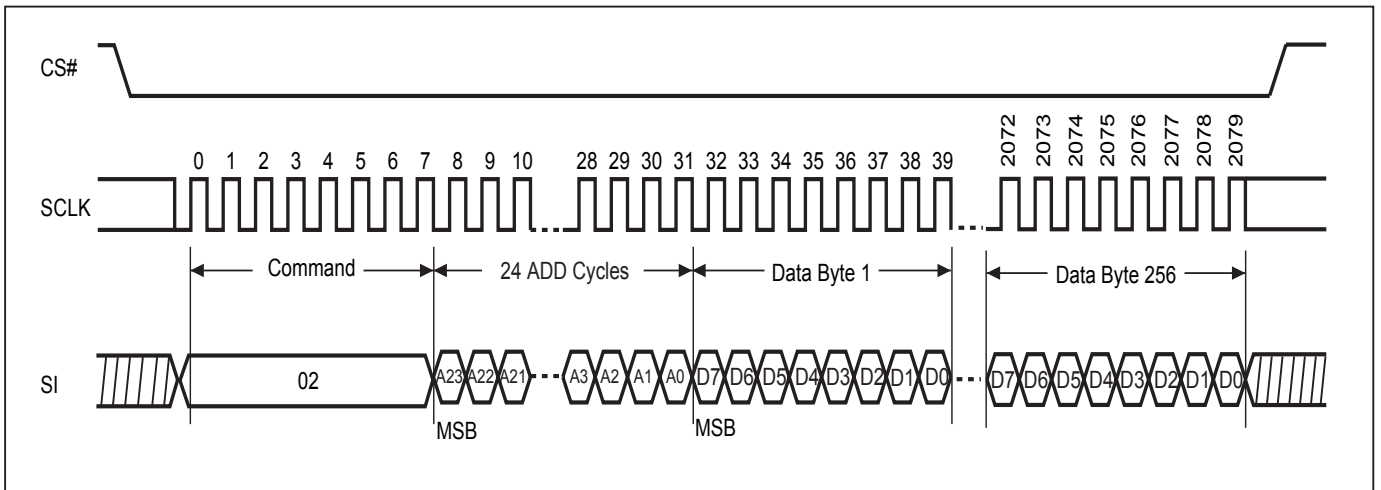 CS#
2072 2073 2074 2075 2076 2077 2078 2079
0 1 2 3 4 5 6 7 8 9 10 28 29 30 31 32 33 34 35 36 37 38 39
SCLK
Command 24 ADD Cycles Data Byte 1 Data Byte 256
SI 02 A23 A22 A21 A3 A2 A1 A0 D7 D6 D5 D4 D3 D2 D1 D0 D7 D6 D5 D4 D3 D2 D1 D0
MSB MSB